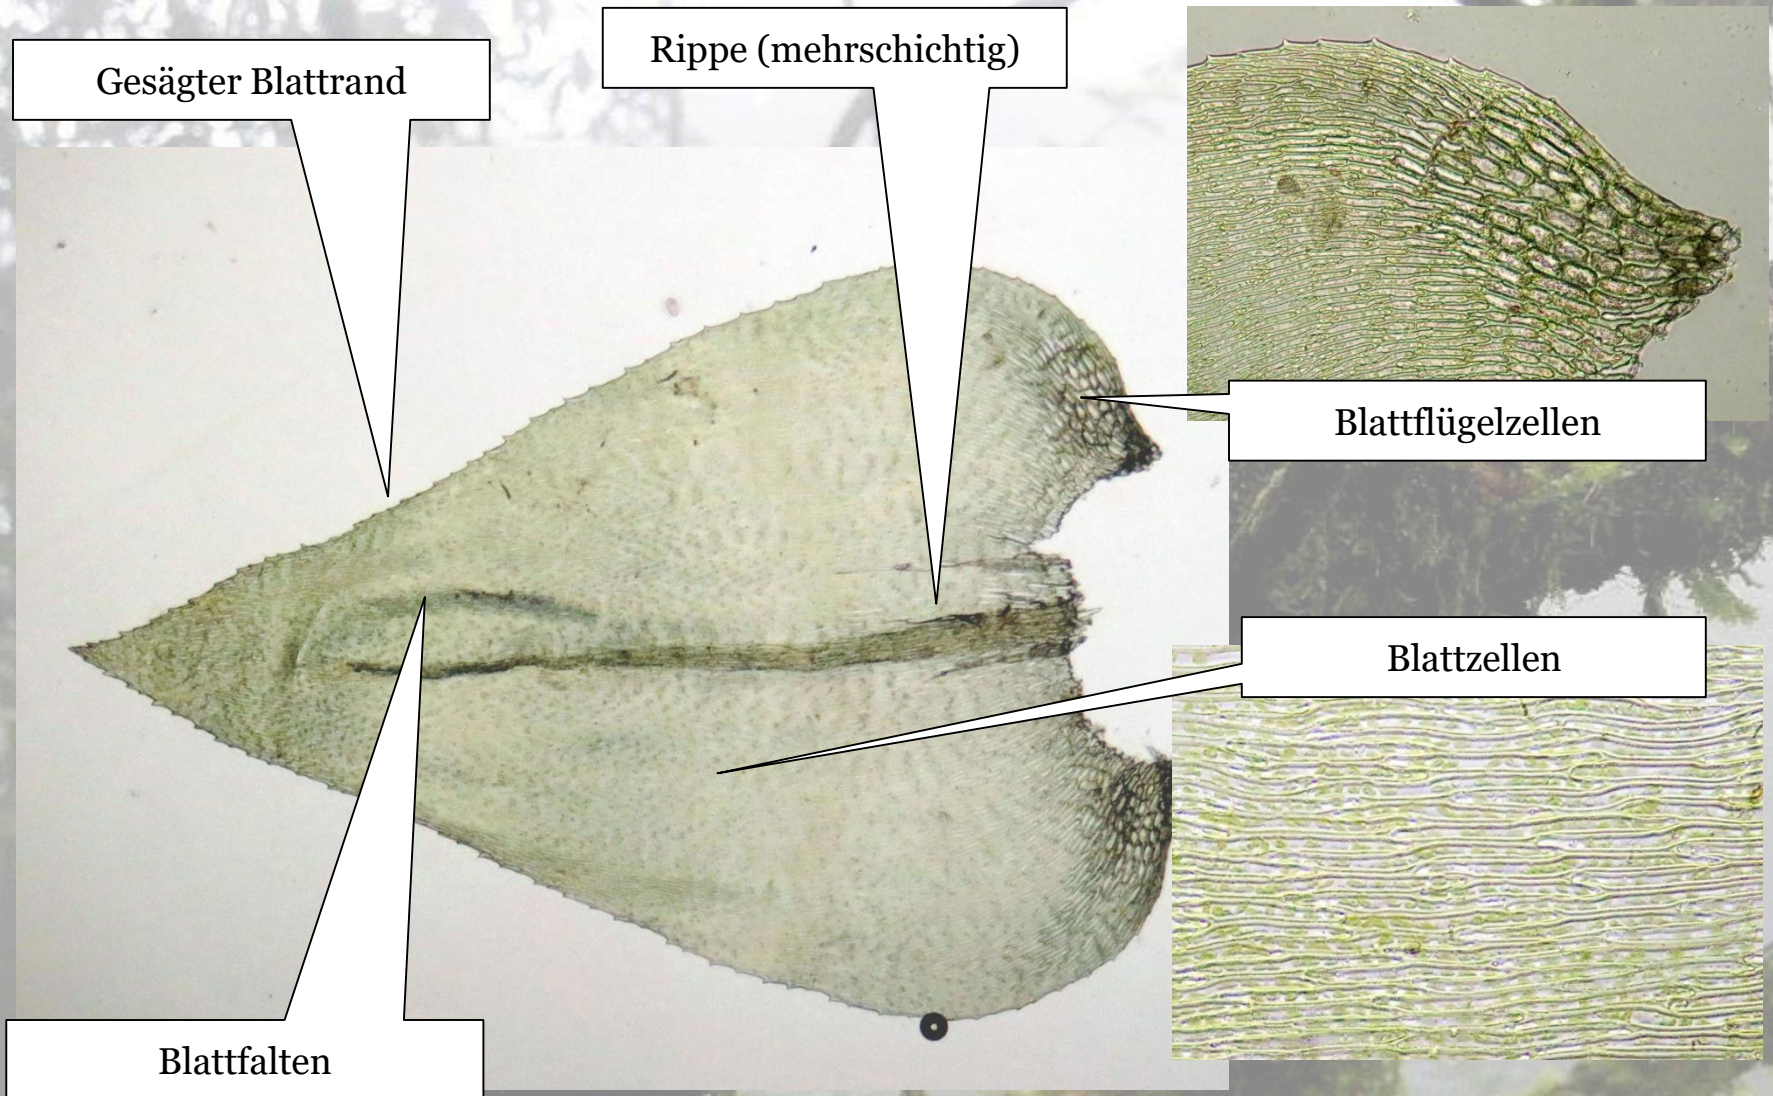 Gesägter Blattrand
Rippe (mehrschichtig)
Blattflügelzellen
Blattzellen
Blattfalten